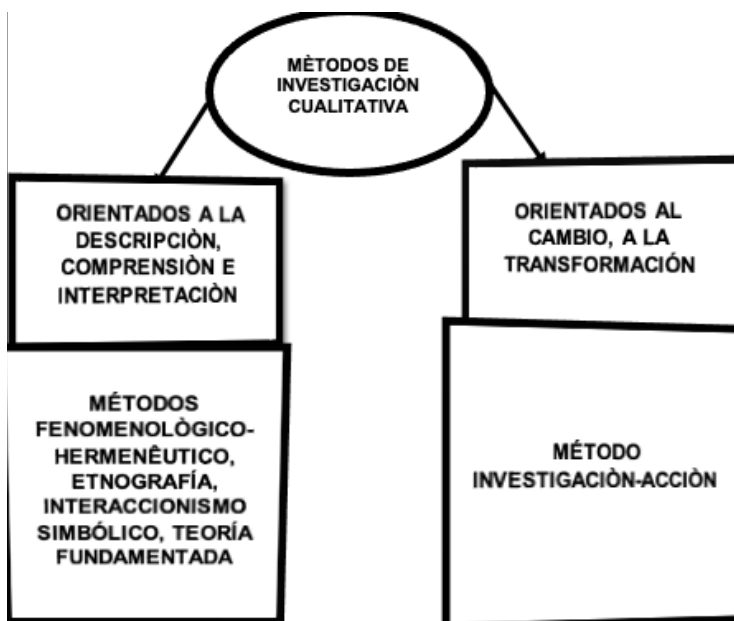 MÈTODOS DE
INVESTIGACIÒN
CUALITATIVA
ORIENTADOS A LA
DESCRIPCIÒN,
COMPRENSIÒN E
INTERPRETACIÒN
ORIENTADOS AL
CAMBIO, A LA
TRANSFORMACIÓN
MÉTODOS
FENOMENOLÒGICO-
HERMENÊUTICO,
ETNOGRAFÍA,
INTERACCIONISMO
SIMBÓLICO, TEORÍA
FUNDAMENTADA
MÉTODO
INVESTIGACIÒN-ACCIÒN